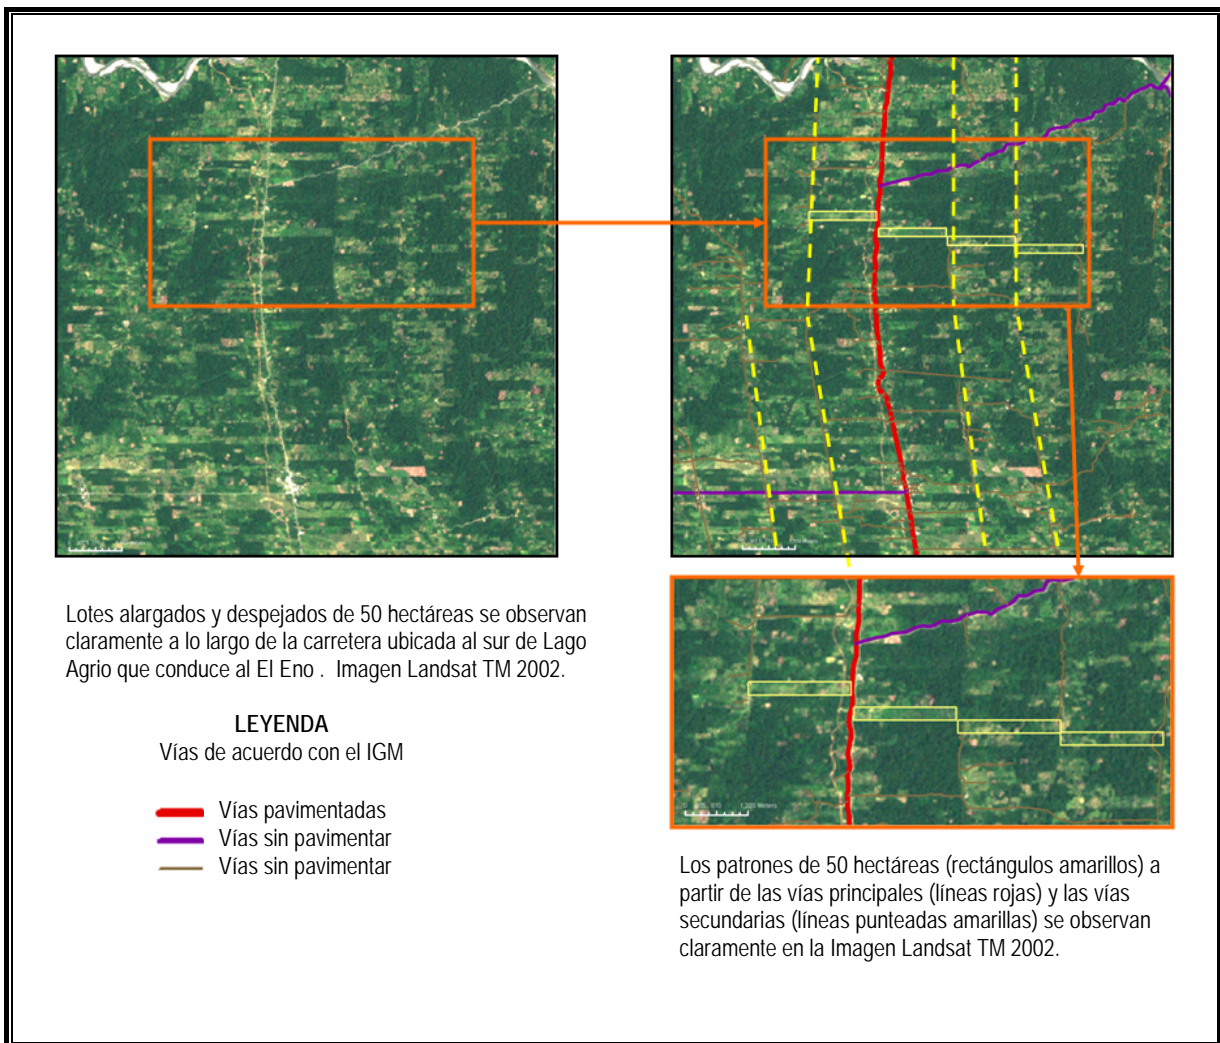 Lotes alargados y despejados de 50 hectáreas se observan
claramente a lo largo de la carretera ubicada al sur de Lago
Agrio que conduce al El Eno . Imagen Landsat TM 2002.
LEYENDA
Vías de acuerdo con el IGM
Vías pavimentadas
Vías sin pavimentar
Vías sin pavimentar
Los patrones de 50 hectáreas (rectángulos amarillos) a
partir de las vías principales (líneas rojas) y las vías
secundarias (líneas punteadas amarillas) se observan
claramente en la Imagen Landsat TM 2002.